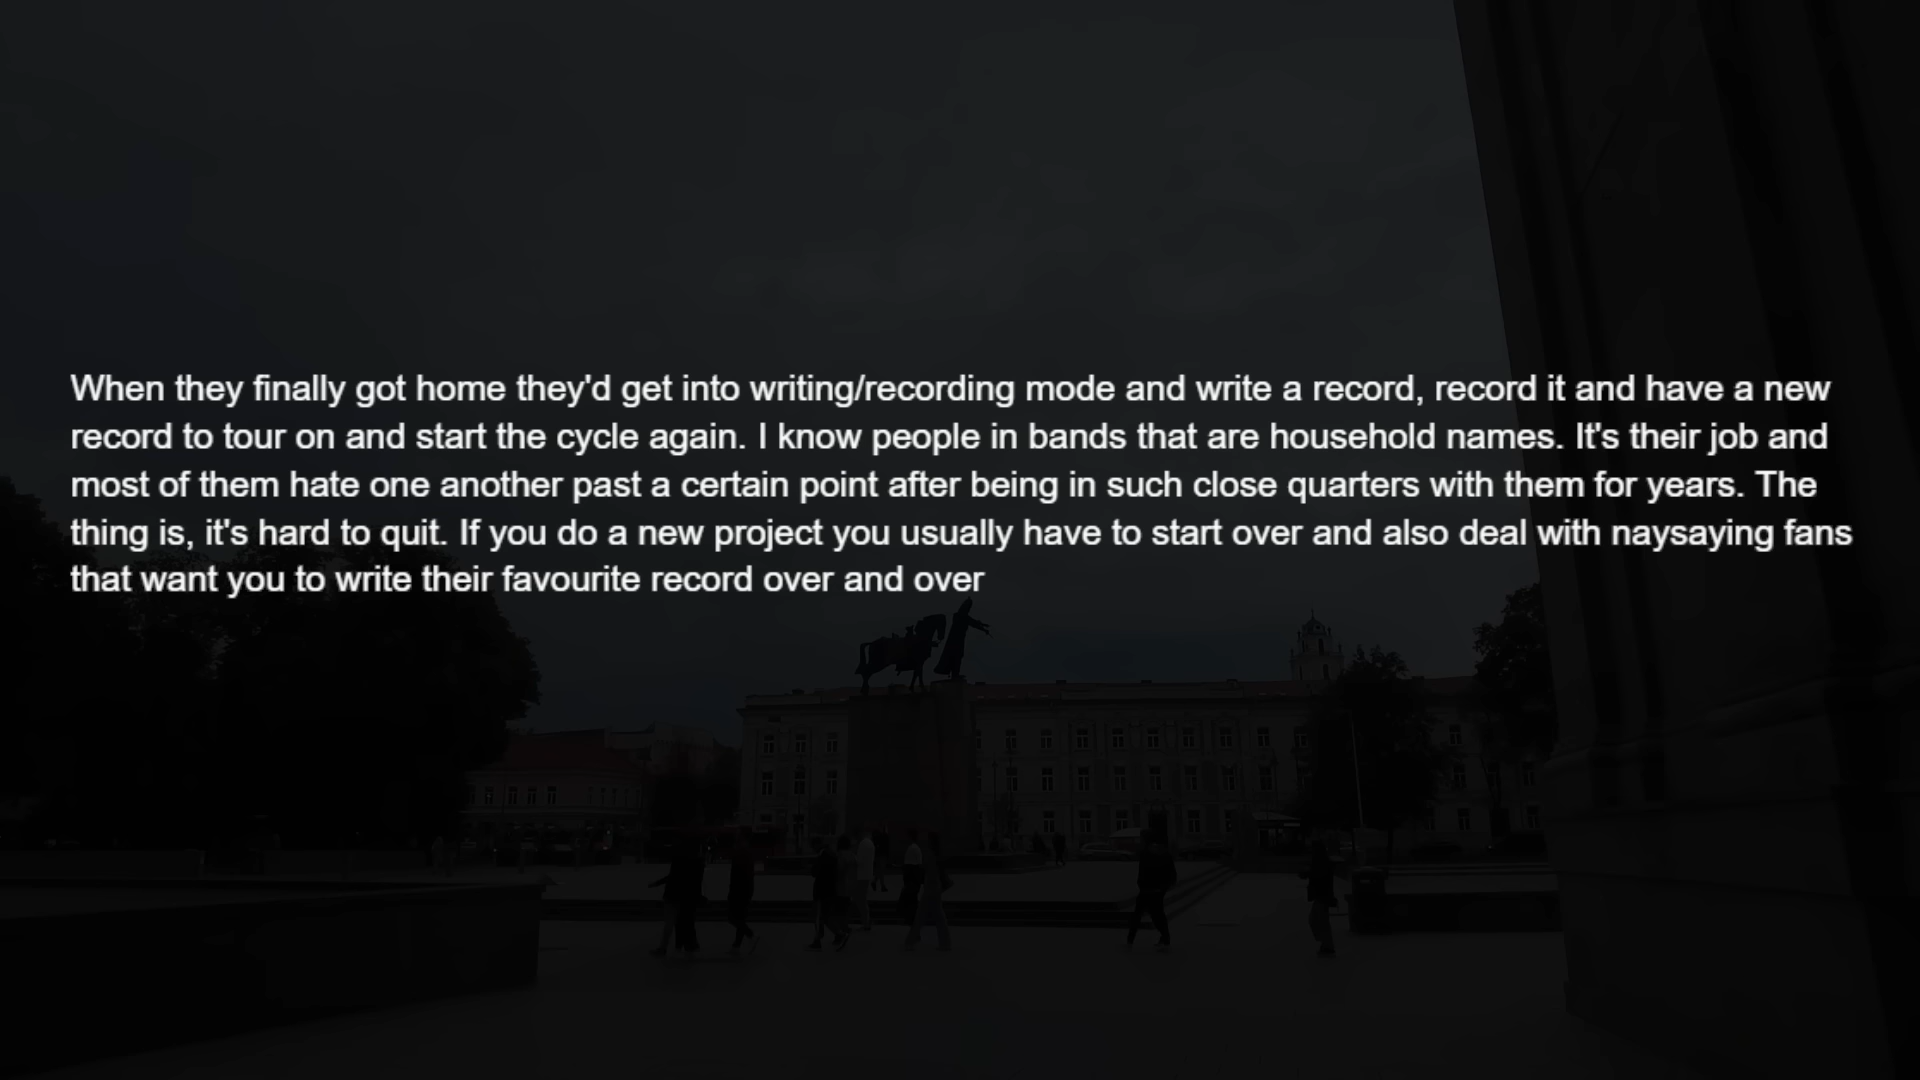 When they finally got home they'd get into writing/recording mode and write a record, record it and have a new
record to tour on and start the cycle again. I know people in bands that are household names. It's their job and
most of them hate one another past a certain point after being in such close quarters with them for years. The
thing is, it's hard to quit. If you do a new project you usually have to start over and also deal with naysaying fans
that want you to write their favourite record over and over